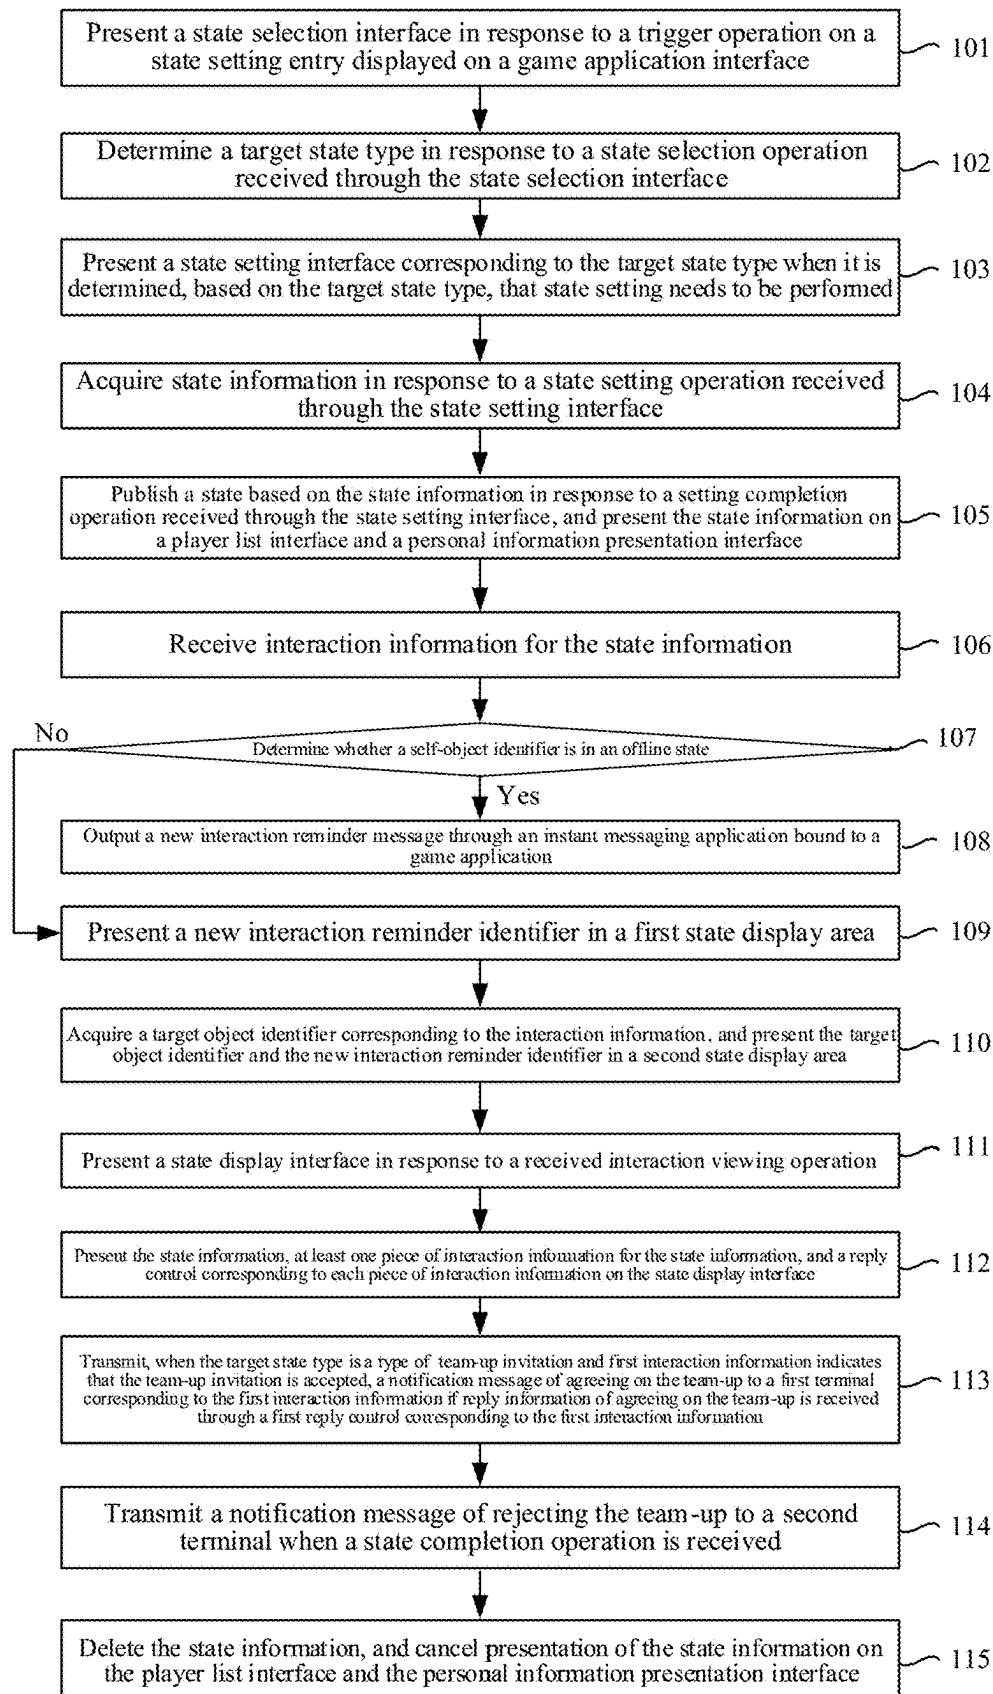 Present a state selection interface in response to a trigger operation on a
state setting entry displayed on a game application interface
101
Determine a target state type in response to a state selection operation
received through the state selection interface
102
Present a state setting interface corresponding to the target state type when it is
determined, based on the target state type, that state setting needs to be performed
103
Acquire state information in response to a state setting operation received
through the state setting interface
104
Publish a state based on the state information in response to a setting completion
operation received through the state setting interface, and present the state information on
a player list interface and a personal information presentation interface
105
Receive interaction information for the state information
106
No
Determine whether a self-object identifier is in an offline state
107
Yes
Output a new interaction reminder message through an instant messaging application bound to a
game application
108
Present a new interaction reminder identifier in a first state display area
109
Acquire a target object identifier corresponding to the interaction information, and present the target
object identifier and the new interaction reminder identifier in a second state display area
110
Present a state display interface in response to a received interaction viewing operation
111
Present the state information, at least one piece of interaction information for the state information, and a reply
control corresponding to each piece of interaction information on the state display interface
112
Transmit, when the target state type is a type of team-up invitation and first interaction information indicates
that the team-up invitation is accepted, a notification message of agreeing on the team-up to a first terminal
corresponding to the first interaction information if reply information of agreeing on the team-up is received
through a first reply control corresponding to the first interaction information
113
Transmit a notification message of rejecting the team-up to a second
terminal when a state completion operation is received
114
Delete the state information, and cancel presentation of the state information on
the player list interface and the personal information presentation interface
115